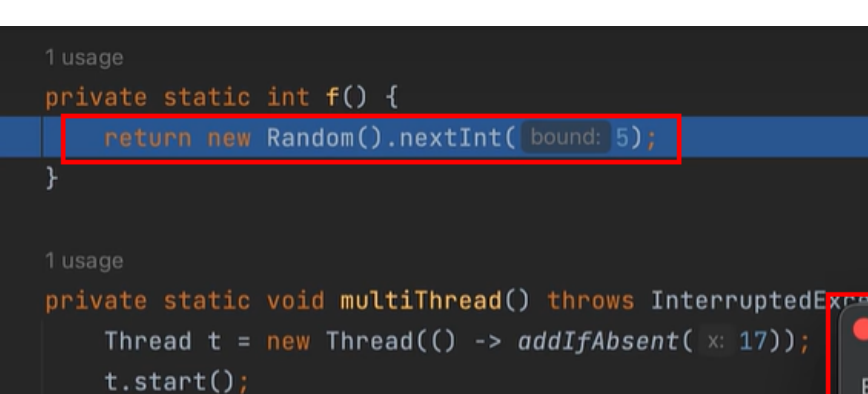 1 usage
private static int f() {
return new Random().nextInt( bound: 5);
}
1 usage
private static void multiThread() throws InterruptedExce
Thread t = new Thread(() -> addIfAbsent( x: 17));
t.start();